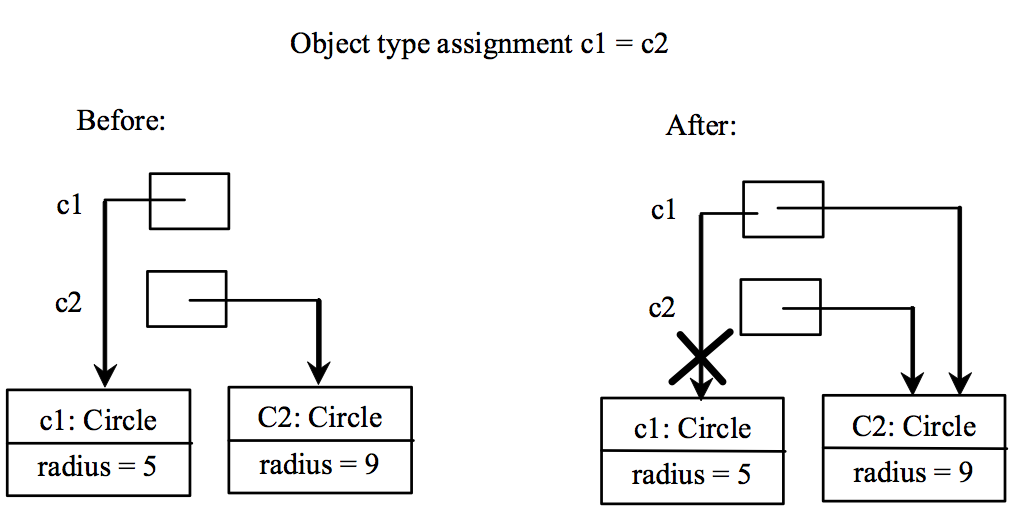 Object type assignment c1 = c2
Before:
c1
c2
c1: Circle
radius = 5
C2: Circle
radius = 9
After:
c1
c2
c1: Circle
radius = 5
C2: Circle
radius = 9